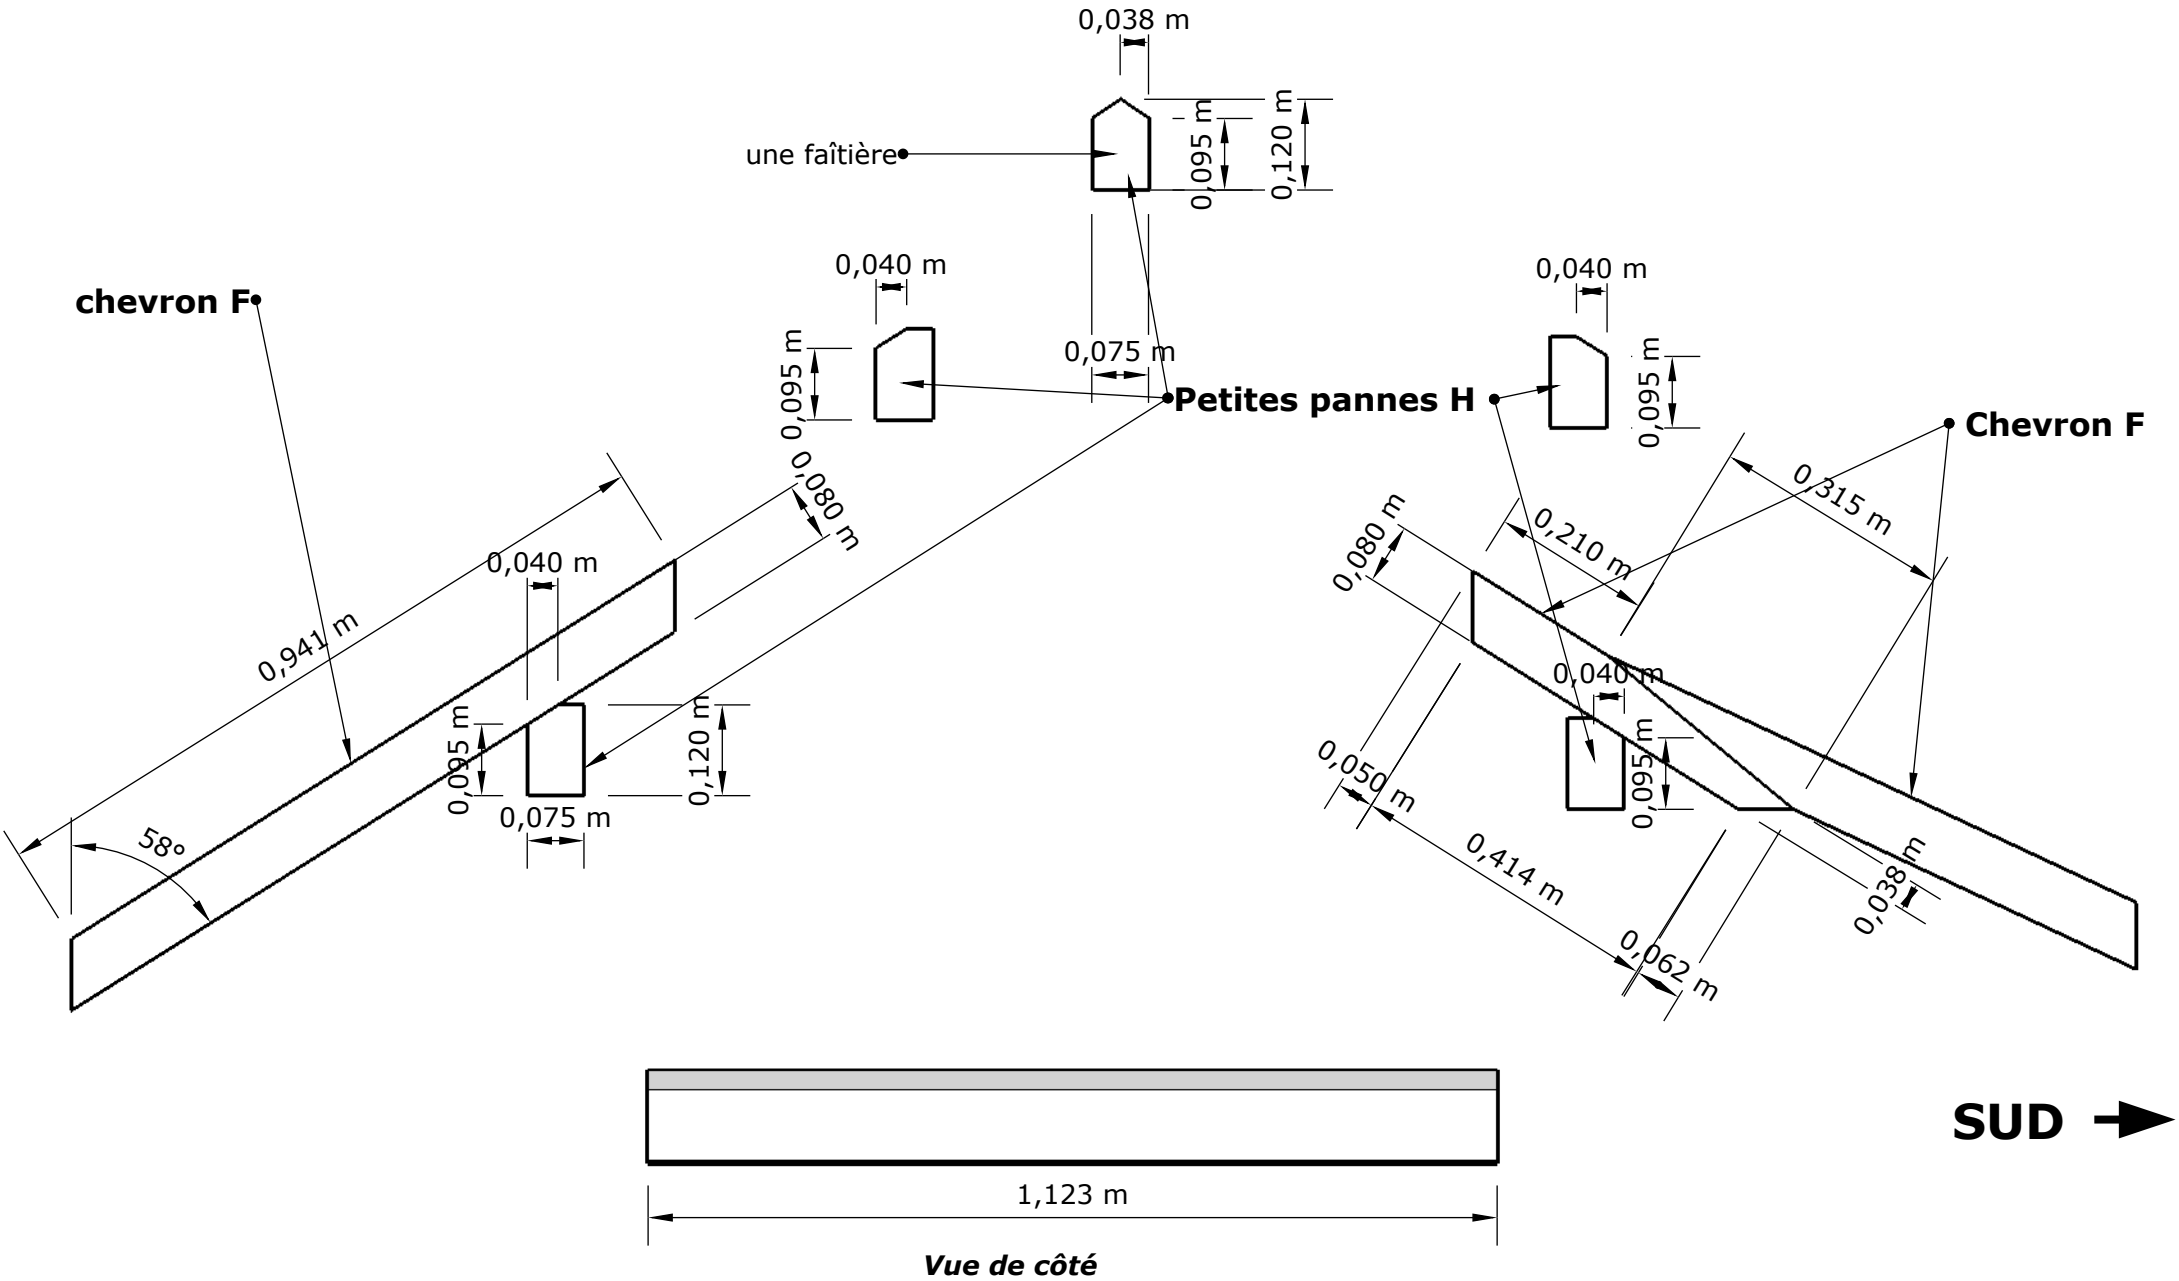 0,038 m
0,095 m
0,120 m
une faîtière
0,040 m
0,040 m
chevron F
0,095 m
0,075 m
0,095 m
Petites pannes H
Chevron F
0,080 m
0,315 m
0,080 m
0,210 m
0,040 m
0,941 m
0,040 m
0,095 m
0,120 m
0,095 m
0,050 m
0,075 m
58°
0,414 m
0,038 m
0,062 m
SUD
1,123 m
Vue de côté